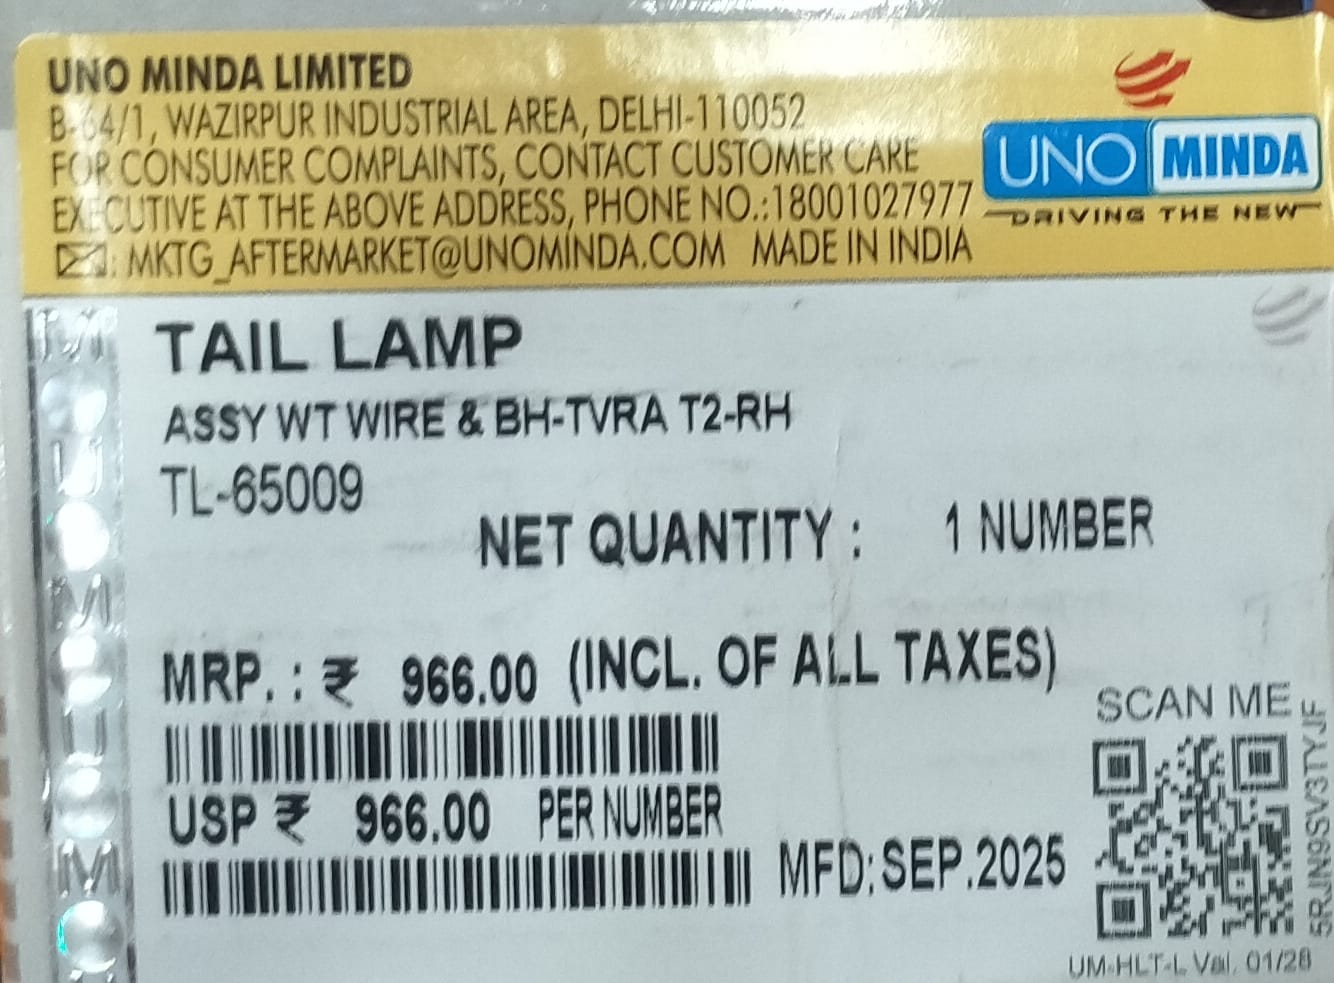 UNO MINDA LIMITED
B-64/1, WAZIRPUR INDUSTRIAL AREA, DELHI-110052
FOR CONSUMER COMPLAINTS, CONTACT CUSTOMER CARE
EXECUTIVE AT THE ABOVE ADDRESS, PHONE NO.:18001027977
: MKTG_AFTERMARKET@UNOMINDA.COM MADE IN INDIA
UNO MINDA
DRIVING THE NEW
TAIL LAMP
ASSY WT WIRE & BH-TVRA T2-RH
TL-65009
NET QUANTITY : 1 NUMBER
MRP. : ₹ 966.00 (INCL. OF ALL TAXES)
USP ₹ 966.00 PER NUMBER
MFD:SEP.2025
SCAN ME
UM-HLT-L Val. 01/28